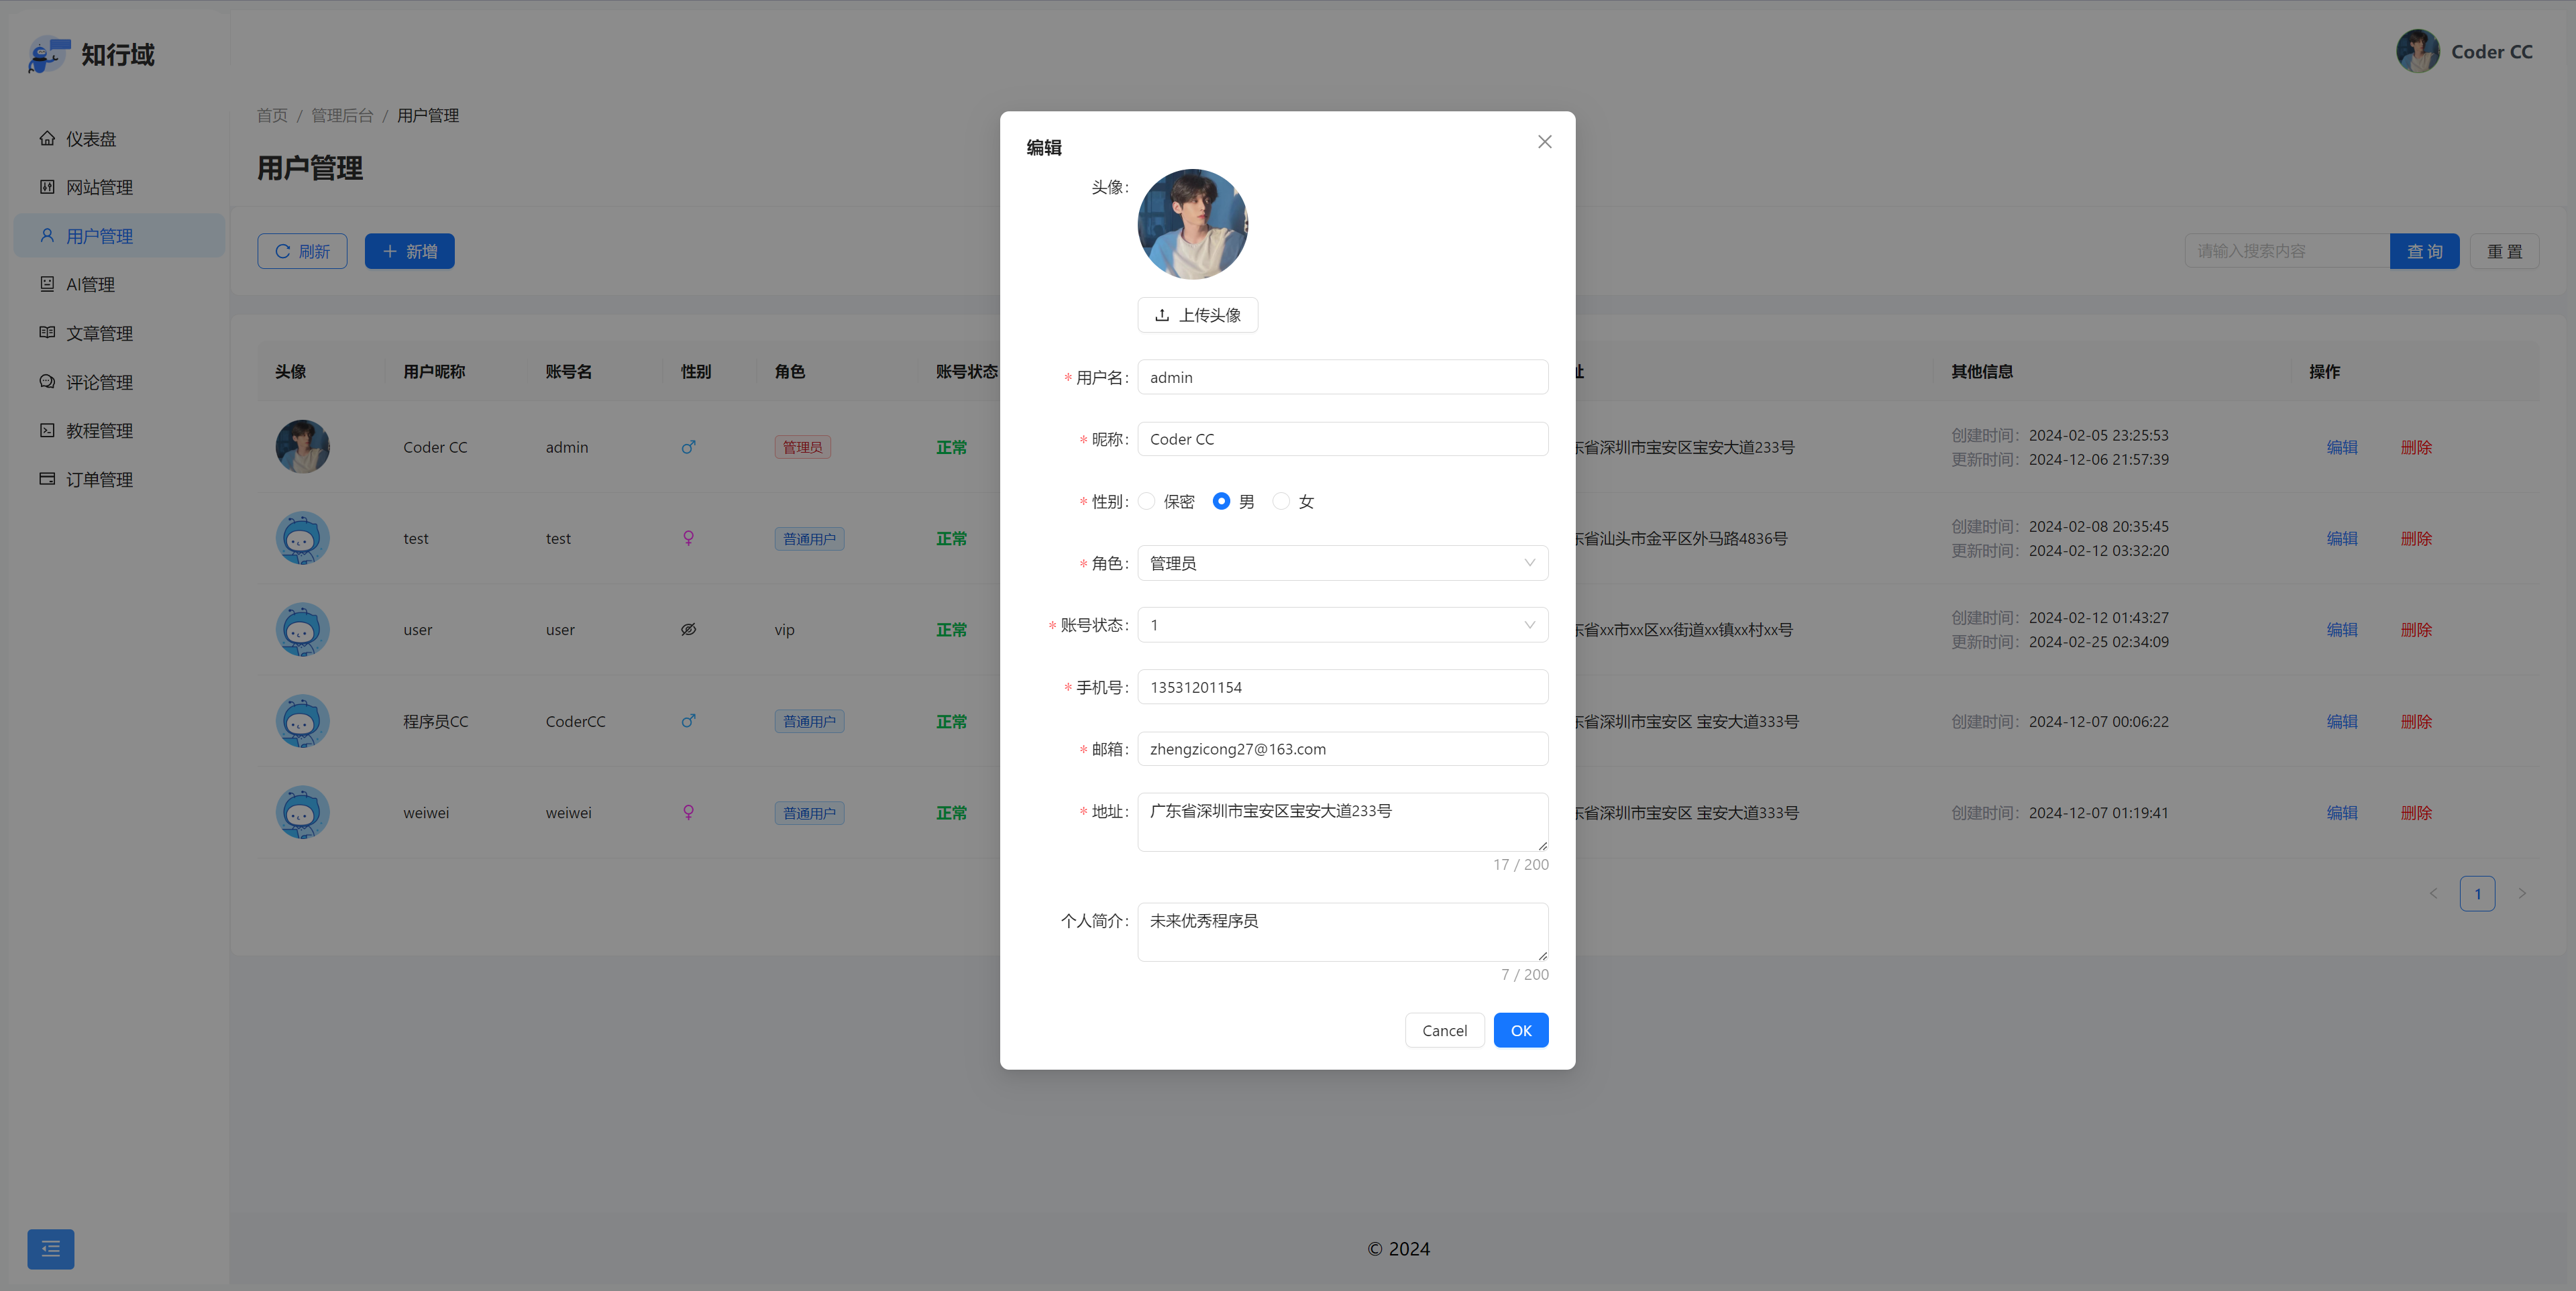 知行域
Coder CC
仪表盘
网站管理
用户管理
AI管理
文章管理
评论管理
教程管理
订单管理
首页 / 管理后台 / 用户管理
用户管理
刷新
新增
请输入搜索内容
查 询
重 置
头像 用户昵称 账号名 性别 角色 账号状态 址 其他信息 操作
Coder CC admin 管理员 正常 东省深圳市宝安区宝安大道233号 创建时间：2024-02-05 23:25:53 编辑 删除
更新时间：2024-12-06 21:57:39
test test 普通用户 正常 东省汕头市金平区外马路4836号 创建时间：2024-02-08 20:35:45 编辑 删除
更新时间：2024-02-12 03:32:20
user user vip 正常 东省xx市xx区xx街道xx镇xx村xx号 创建时间：2024-02-12 01:43:27 编辑 删除
更新时间：2024-02-25 02:34:09
程序员CC CoderCC 普通用户 正常 东省深圳市宝安区 宝安大道333号 创建时间：2024-12-07 00:06:22 编辑 删除
weiwei weiwei 普通用户 正常 东省深圳市宝安区 宝安大道333号 创建时间：2024-12-07 01:19:41 编辑 删除
< 1 >
编辑
头像：
上传头像
* 用户名： admin
* 昵称： Coder CC
* 性别： 保密 男 女
* 角色： 管理员
* 账号状态： 1
* 手机号： 13531201154
* 邮箱： zhengzicong27@163.com
* 地址： 广东省深圳市宝安区宝安大道233号
17 / 200
个人简介： 未来优秀程序员
7 / 200
Cancel
OK
© 2024